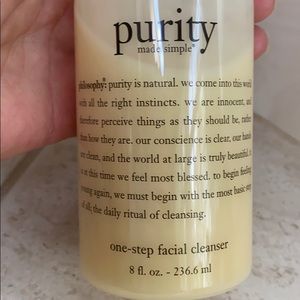 purity
made simple®
philosophy: purity is natural. we come into this world
with all the right instincts. we are innocent, and
therefore perceive things as they should be, rather
than how they are. our conscience is clear, our hands
are clean, and the world at large is truly beautiful.
at this time we feel most blessed. to begin feeling
young again, we must begin with the most basic step
of all; the daily ritual of cleansing.
one-step facial cleanser
8 fl. oz. - 236.6 ml